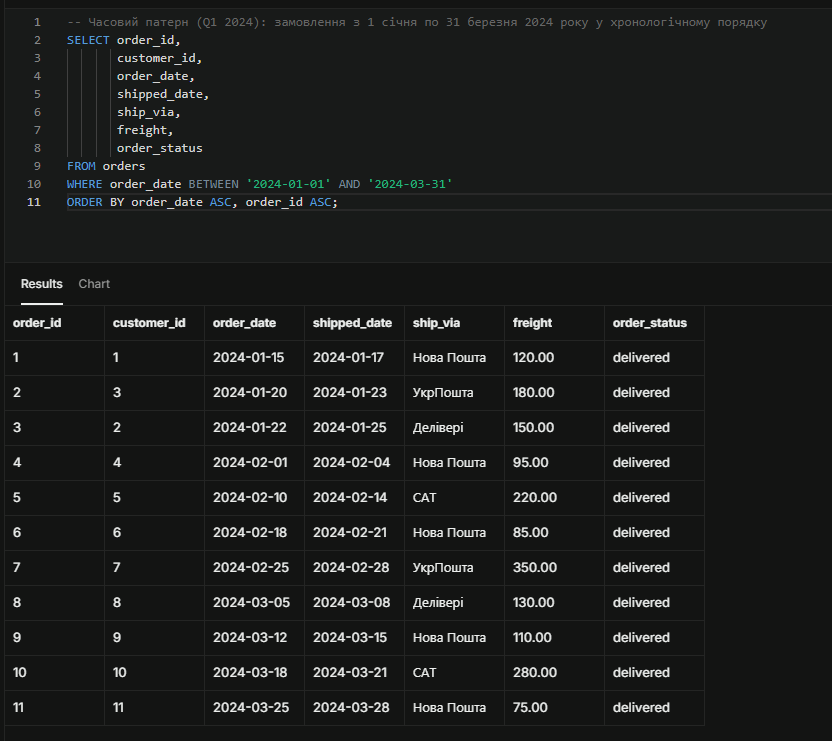 1 -- Часовий патерн (Q1 2024): замовлення з 1 січня по 31 березня 2024 року у хронологічному порядку
2 SELECT order_id,
3 customer_id,
4 order_date,
5 shipped_date,
6 ship_via,
7 freight,
8 order_status
9 FROM orders
10 WHERE order_date BETWEEN '2024-01-01' AND '2024-03-31'
11 ORDER BY order_date ASC, order_id ASC;
Results Chart
order_id customer_id order_date shipped_date ship_via freight order_status
1 1 2024-01-15 2024-01-17 Нова Пошта 120.00 delivered
2 3 2024-01-20 2024-01-23 УкрПошта 180.00 delivered
3 2 2024-01-22 2024-01-25 Делівері 150.00 delivered
4 4 2024-02-01 2024-02-04 Нова Пошта 95.00 delivered
5 5 2024-02-10 2024-02-14 САТ 220.00 delivered
6 6 2024-02-18 2024-02-21 Нова Пошта 85.00 delivered
7 7 2024-02-25 2024-02-28 УкрПошта 350.00 delivered
8 8 2024-03-05 2024-03-08 Делівері 130.00 delivered
9 9 2024-03-12 2024-03-15 Нова Пошта 110.00 delivered
10 10 2024-03-18 2024-03-21 САТ 280.00 delivered
11 11 2024-03-25 2024-03-28 Нова Пошта 75.00 delivered